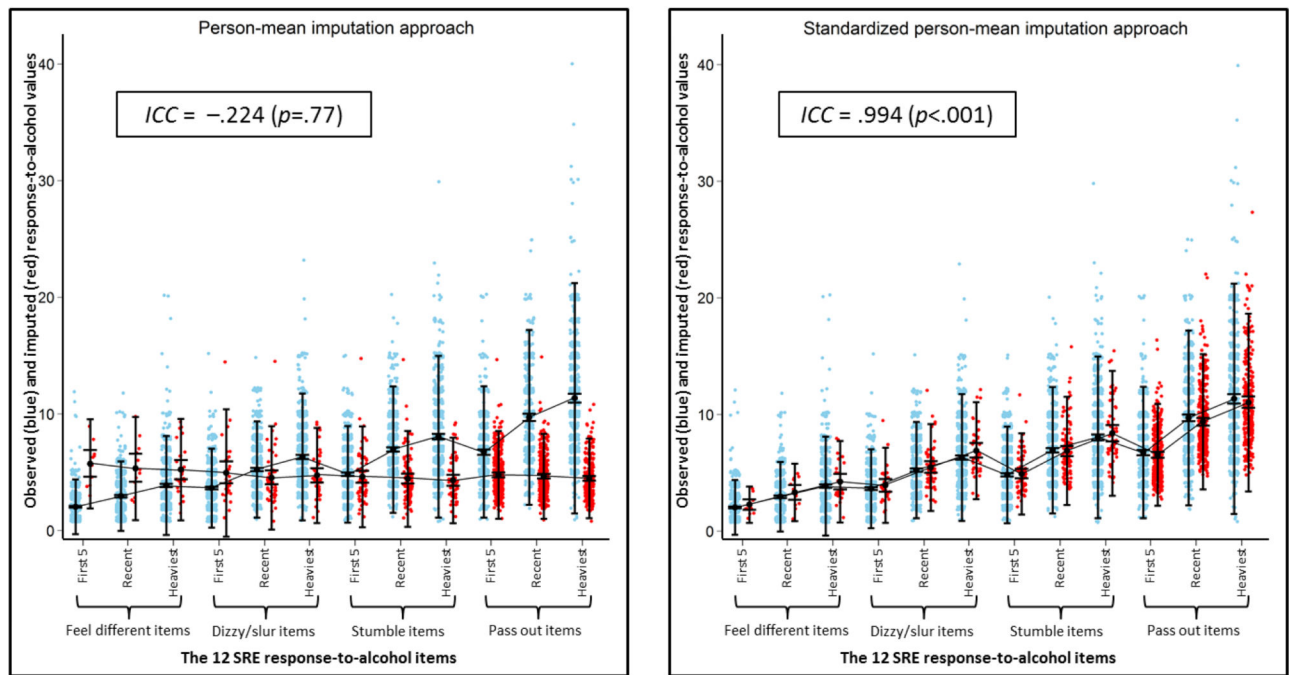 Person-mean imputation approach
Observed (blue) and imputed (red) response-to-alcohol values
40
30
20
10
0
ICC = −.224 (p=.77)
First 5
Recent
Heaviest
First 5
Recent
Heaviest
First 5
Recent
Heaviest
First 5
Recent
Heaviest
Feel different items
Dizzy/slur items
Stumble items
Pass out items
The 12 SRE response-to-alcohol items
Standardized person-mean imputation approach
Observed (blue) and imputed (red) response-to-alcohol values
40
30
20
10
0
ICC = .994 (p<.001)
First 5
Recent
Heaviest
First 5
Recent
Heaviest
First 5
Recent
Heaviest
First 5
Recent
Heaviest
Feel different items
Dizzy/slur items
Stumble items
Pass out items
The 12 SRE response-to-alcohol items